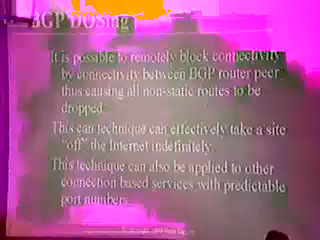 BGP DOSing
It is possible to remotely block connectivity
by connectivity between BGP router peer
thus causing all non-static routes to be
dropped.
This can technique can effectively take a site
"off" the Internet indefinitely.
This technique can also be applied to other
connection based services with predictable
port numbers.